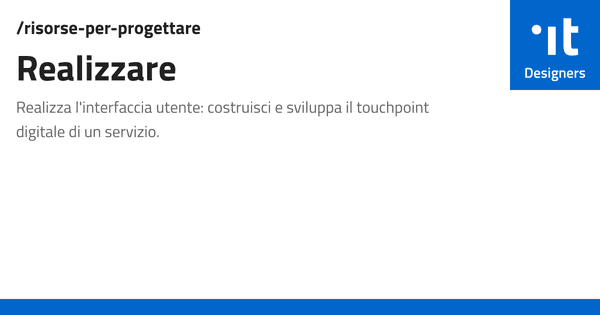 /risorse-per-progettare
Realizzare
Realizza l'interfaccia utente: costruisci e sviluppa il touchpoint
digitale di un servizio.
it
Designers